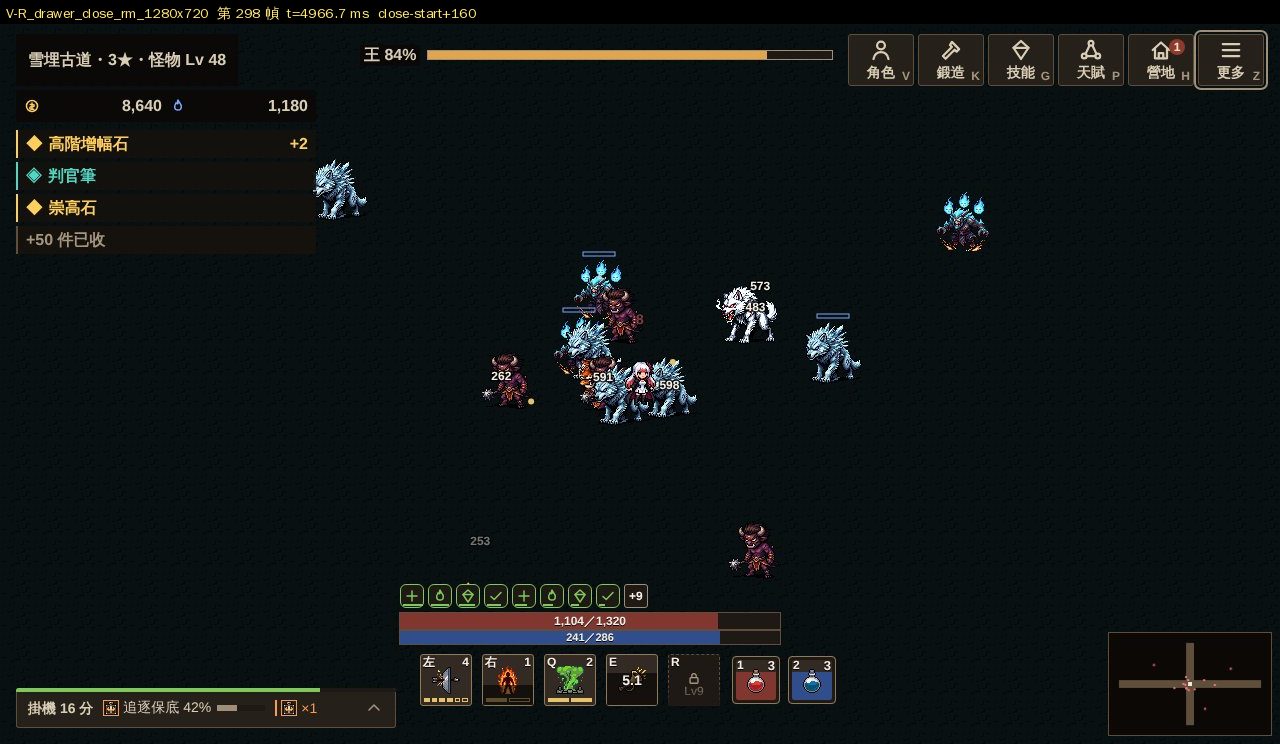 V-R_drawer_close_rm_1280x720 第 298 幀 t=4966.7 ms close-start+160
雪埋古道・3★・怪物 Lv 48
王 84%
角色 V
鍛造 K
技能 G
天賦 P
營地 H
1
更多 Z
8,640
1,180
高階增幅石 +2
判官筆
崇高石
+50 件已收
573
483
8
262
591
598
253
+9
1,104／1,320
241／286
左 4
右 1
Q 2
E
5.1
R
Lv9
1 3
2 3
掛機 16 分
追逐保底 42%
×1